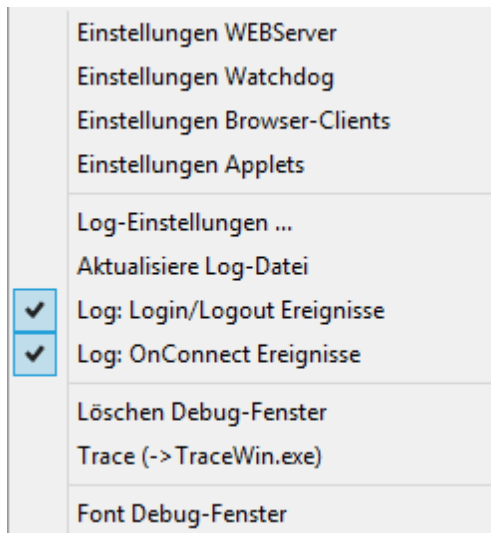 Einstellungen WEBServer
Einstellungen Watchdog
Einstellungen Browser-Clients
Einstellungen Applets
Log-Einstellungen ...
Aktualisiere Log-Datei
Log: Login/Logout Ereignisse
Log: OnConnect Ereignisse
Löschen Debug-Fenster
Trace (->TraceWin.exe)
Font Debug-Fenster